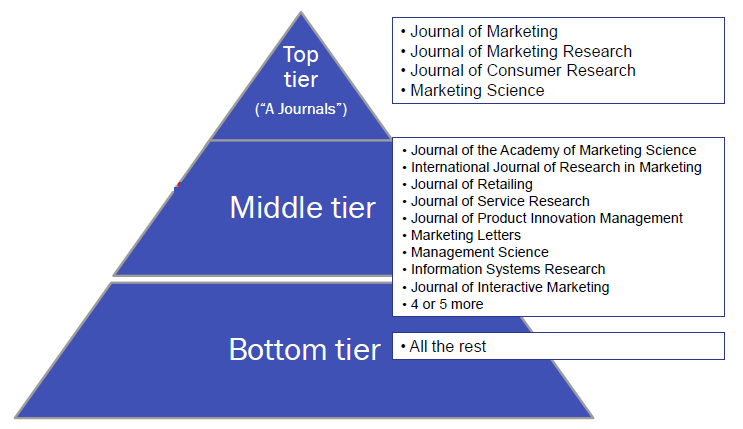 Top
tier
(“A Journals”)
• Journal of Marketing
• Journal of Marketing Research
• Journal of Consumer Research
• Marketing Science
Middle tier
• Journal of the Academy of Marketing Science
• International Journal of Research in Marketing
• Journal of Retailing
• Journal of Service Research
• Journal of Product Innovation Management
• Marketing Letters
• Management Science
• Information Systems Research
• Journal of Interactive Marketing
• 4 or 5 more
Bottom tier
• All the rest